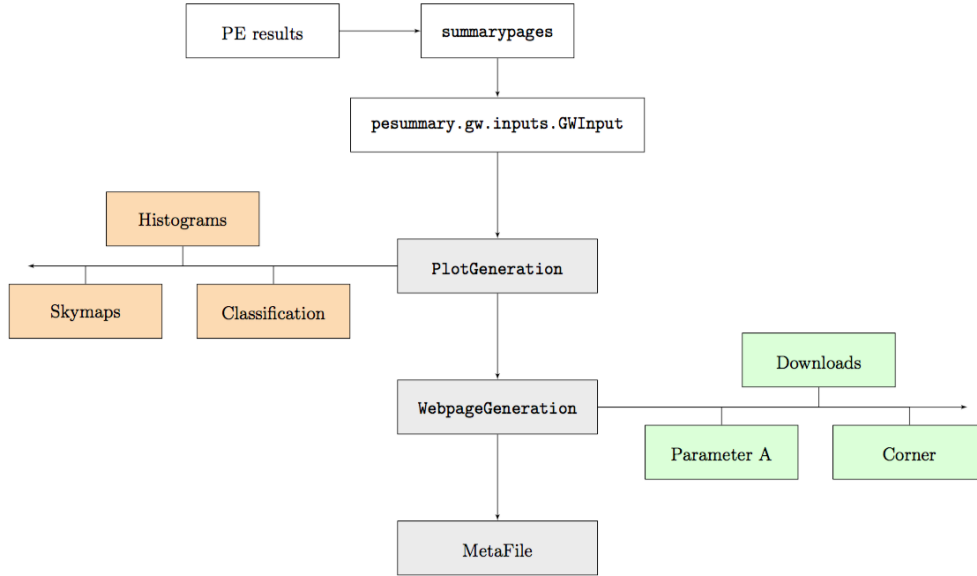 PE results
summarypages
pesummary.gw.inputs.GWInput
Histograms
PlotGeneration
Skymaps
Classification
Downloads
WebpageGeneration
Parameter A
Corner
MetaFile